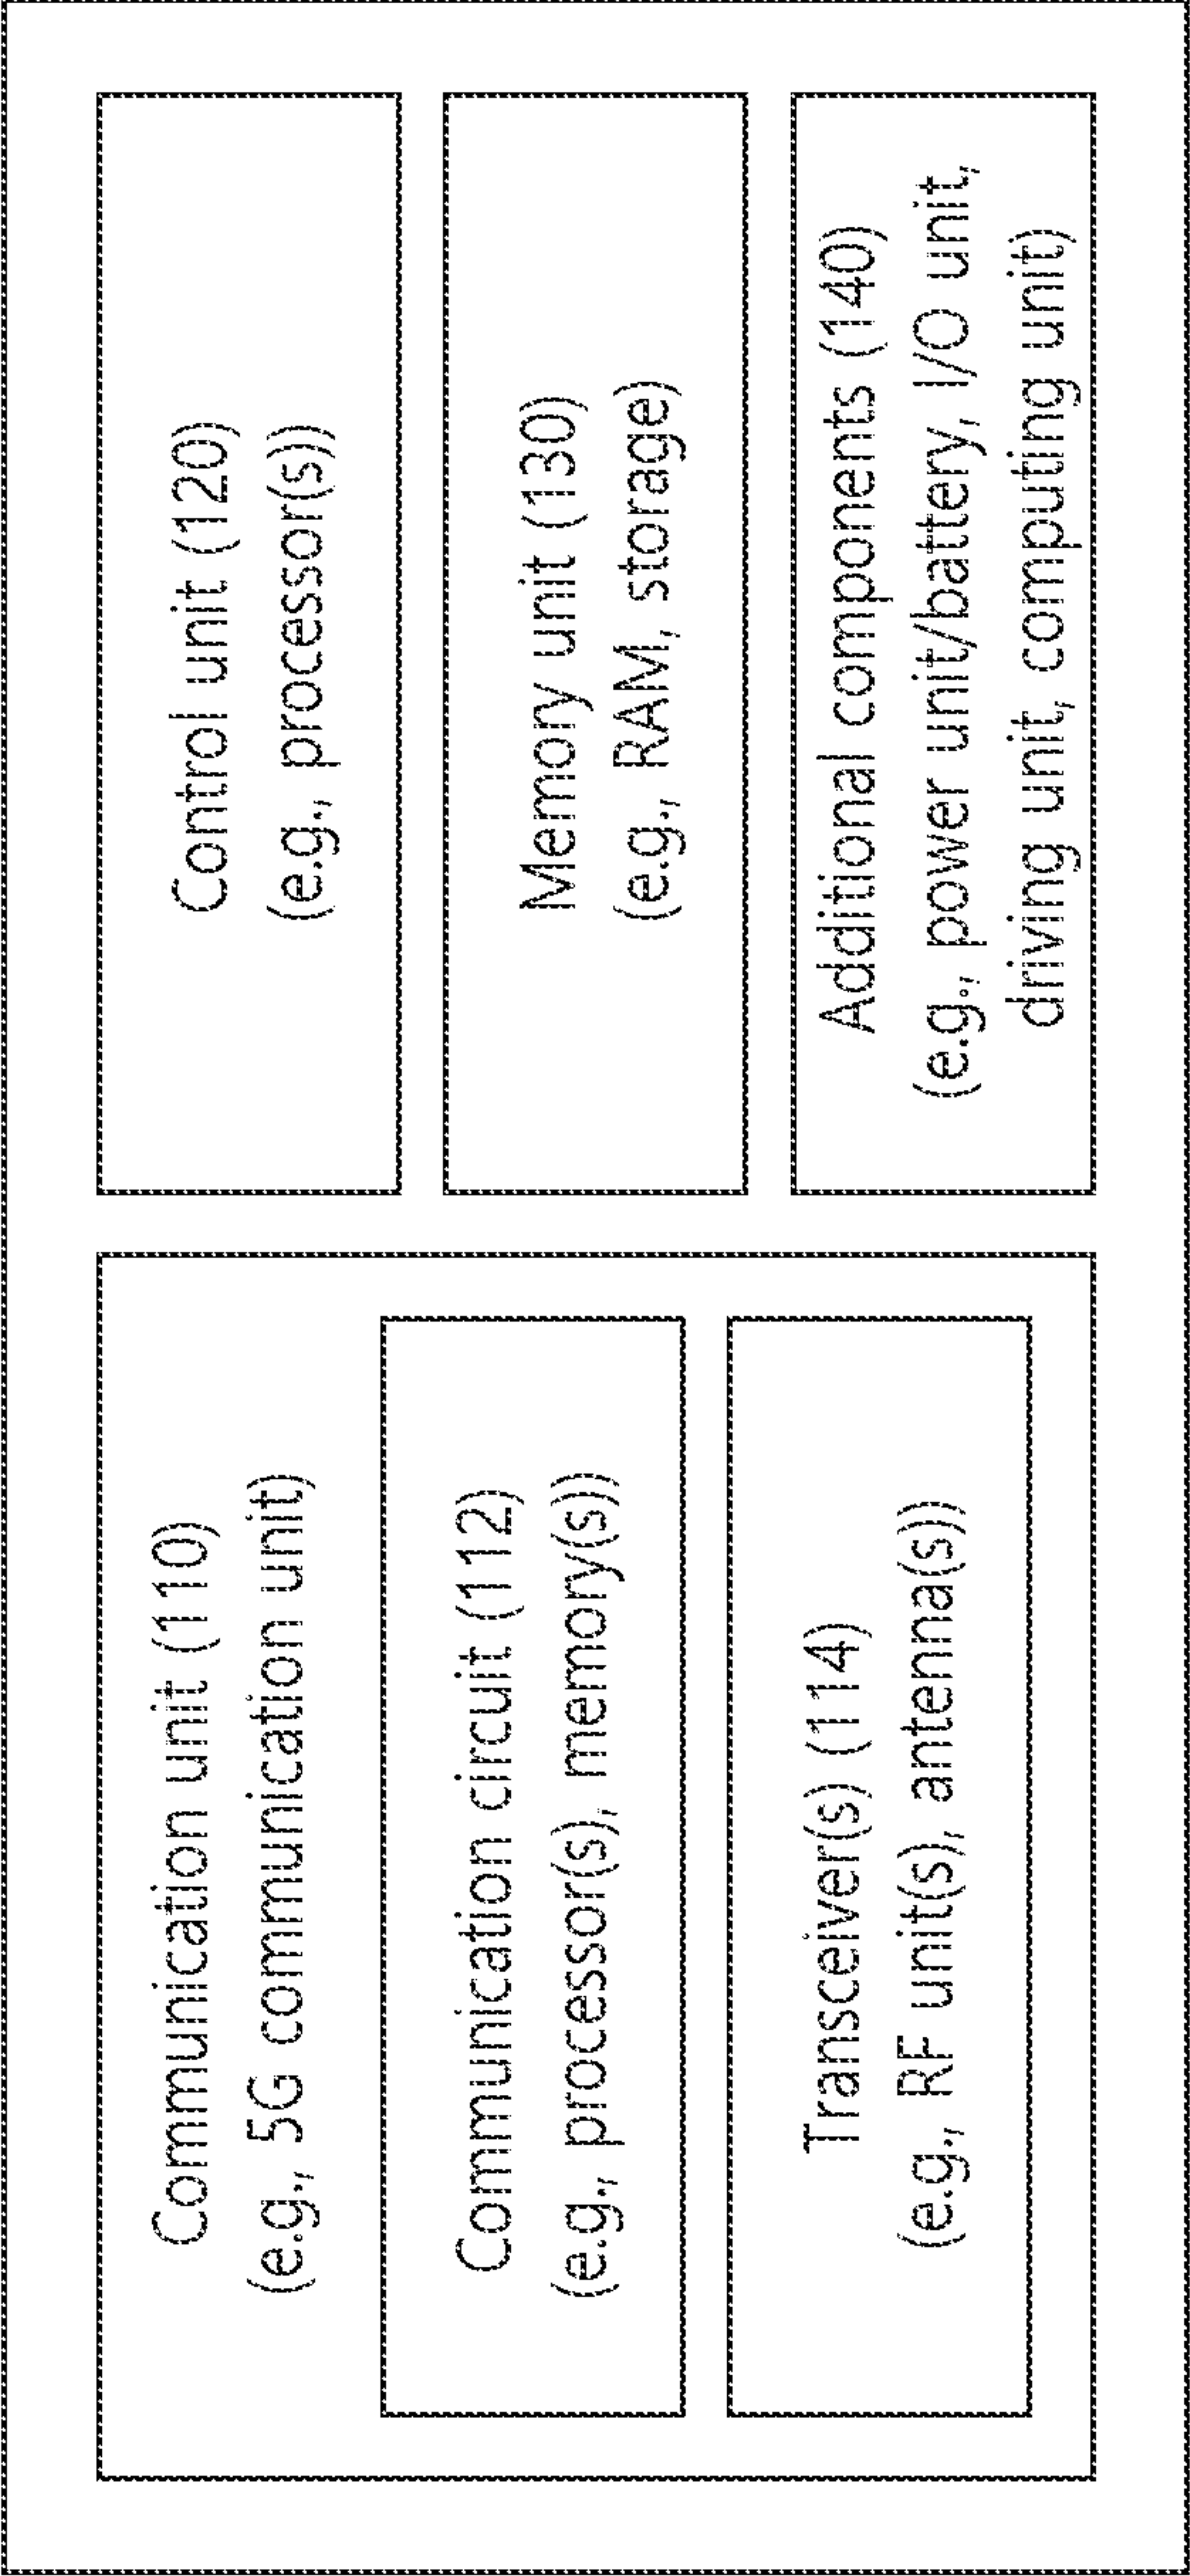 Communication unit (110)
(e.g., 5G communication unit)
Communication circuit (112)
(e.g., processor(s), memory(s))
Transceiver(s) (114)
(e.g., RF unit(s), antenna(s))
Control unit (120)
(e.g., processor(s))
Memory unit (130)
(e.g., RAM, storage)
Additional components (140)
(e.g., power unit/battery, I/O unit,
driving unit, computing unit)